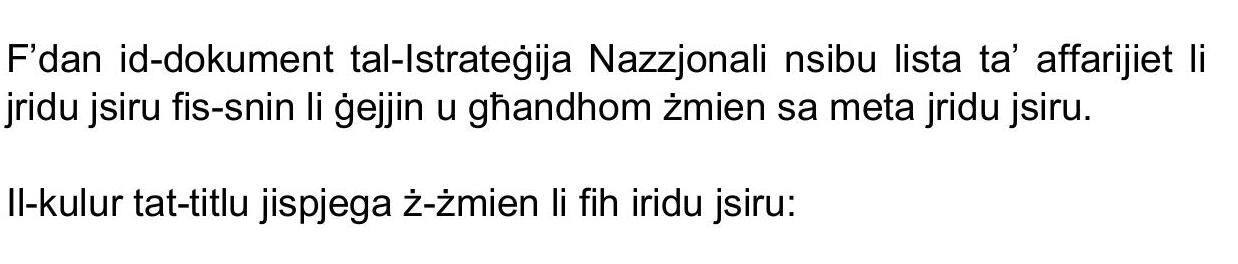 F’dan id-dokument tal-Istrateġija Nazzjonali nsibu lista ta’ affarijiet li
jridu jsiru fis-snin li ġejjin u għandhom żmien sa meta jridu jsiru.
Il-kulur tat-titlu jispjega ż-żmien li fih iridu jsiru: